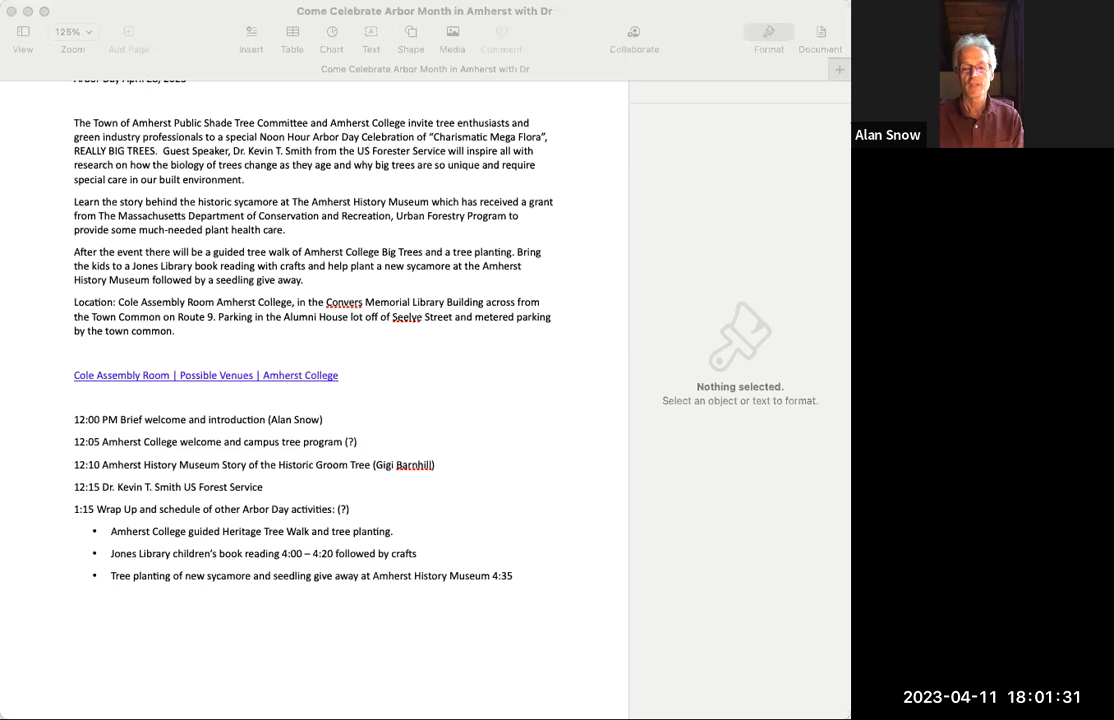 Come Celebrate Arbor Month in Amherst with Dr
125%
View
Zoom
Add Page
Insert
Table
Chart
Text
Shape
Media
Comment
Collaborate
Format
Document
Come Celebrate Arbor Month in Amherst with Dr
The Town of Amherst Public Shade Tree Committee and Amherst College invite tree enthusiasts and
green industry professionals to a special Noon Hour Arbor Day Celebration of “Charismatic Mega Flora”,
REALLY BIG TREES.  Guest Speaker, Dr. Kevin T. Smith from the US Forester Service will inspire all with
research on how the biology of trees change as they age and why big trees are so unique and require
special care in our built environment.
Learn the story behind the historic sycamore at The Amherst History Museum which has received a grant
from The Massachusetts Department of Conservation and Recreation, Urban Forestry Program to
provide some much-needed plant health care.
After the event there will be a guided tree walk of Amherst College Big Trees and a tree planting. Bring
the kids to a Jones Library book reading with crafts and help plant a new sycamore at the Amherst
History Museum followed by a seedling give away.
Location: Cole Assembly Room Amherst College, in the Convers Memorial Library Building across from
the Town Common on Route 9. Parking in the Alumni House lot off of Seelye Street and metered parking
by the town common.
Cole Assembly Room | Possible Venues | Amherst College
12:00 PM Brief welcome and introduction (Alan Snow)
12:05 Amherst College welcome and campus tree program (?)
12:10 Amherst History Museum Story of the Historic Groom Tree (Gigi Barnhill)
12:15 Dr. Kevin T. Smith US Forest Service
1:15 Wrap Up and schedule of other Arbor Day activities: (?)
• Amherst College guided Heritage Tree Walk and tree planting.
• Jones Library children’s book reading 4:00 – 4:20 followed by crafts
• Tree planting of new sycamore and seedling give away at Amherst History Museum 4:35
Nothing selected.
Select an object or text to format.
Alan Snow
2023-04-11 18:01:31